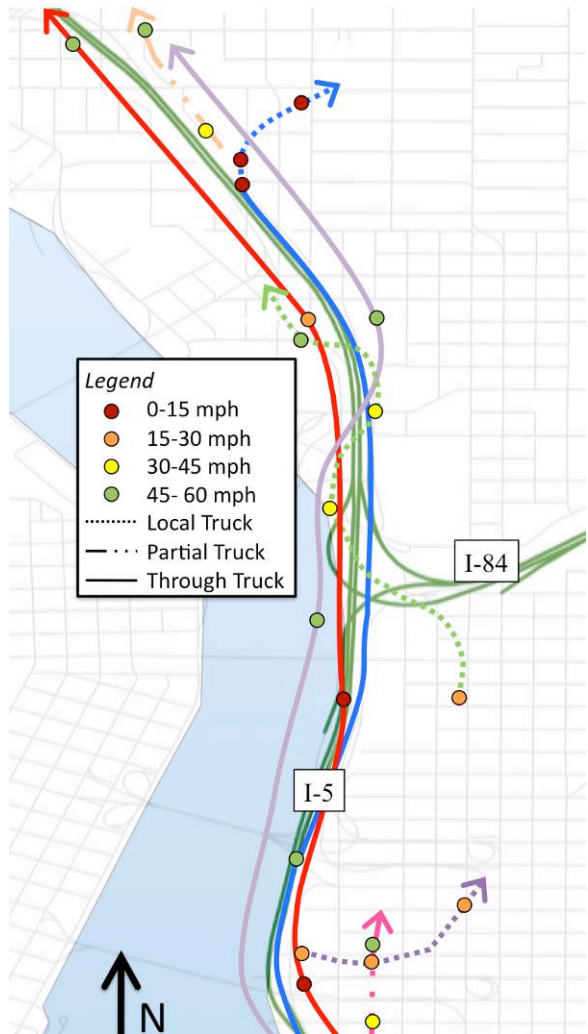 Legend
0-15 mph
15-30 mph
30-45 mph
45- 60 mph
Local Truck
Partial Truck
Through Truck
I-84
I-5
N